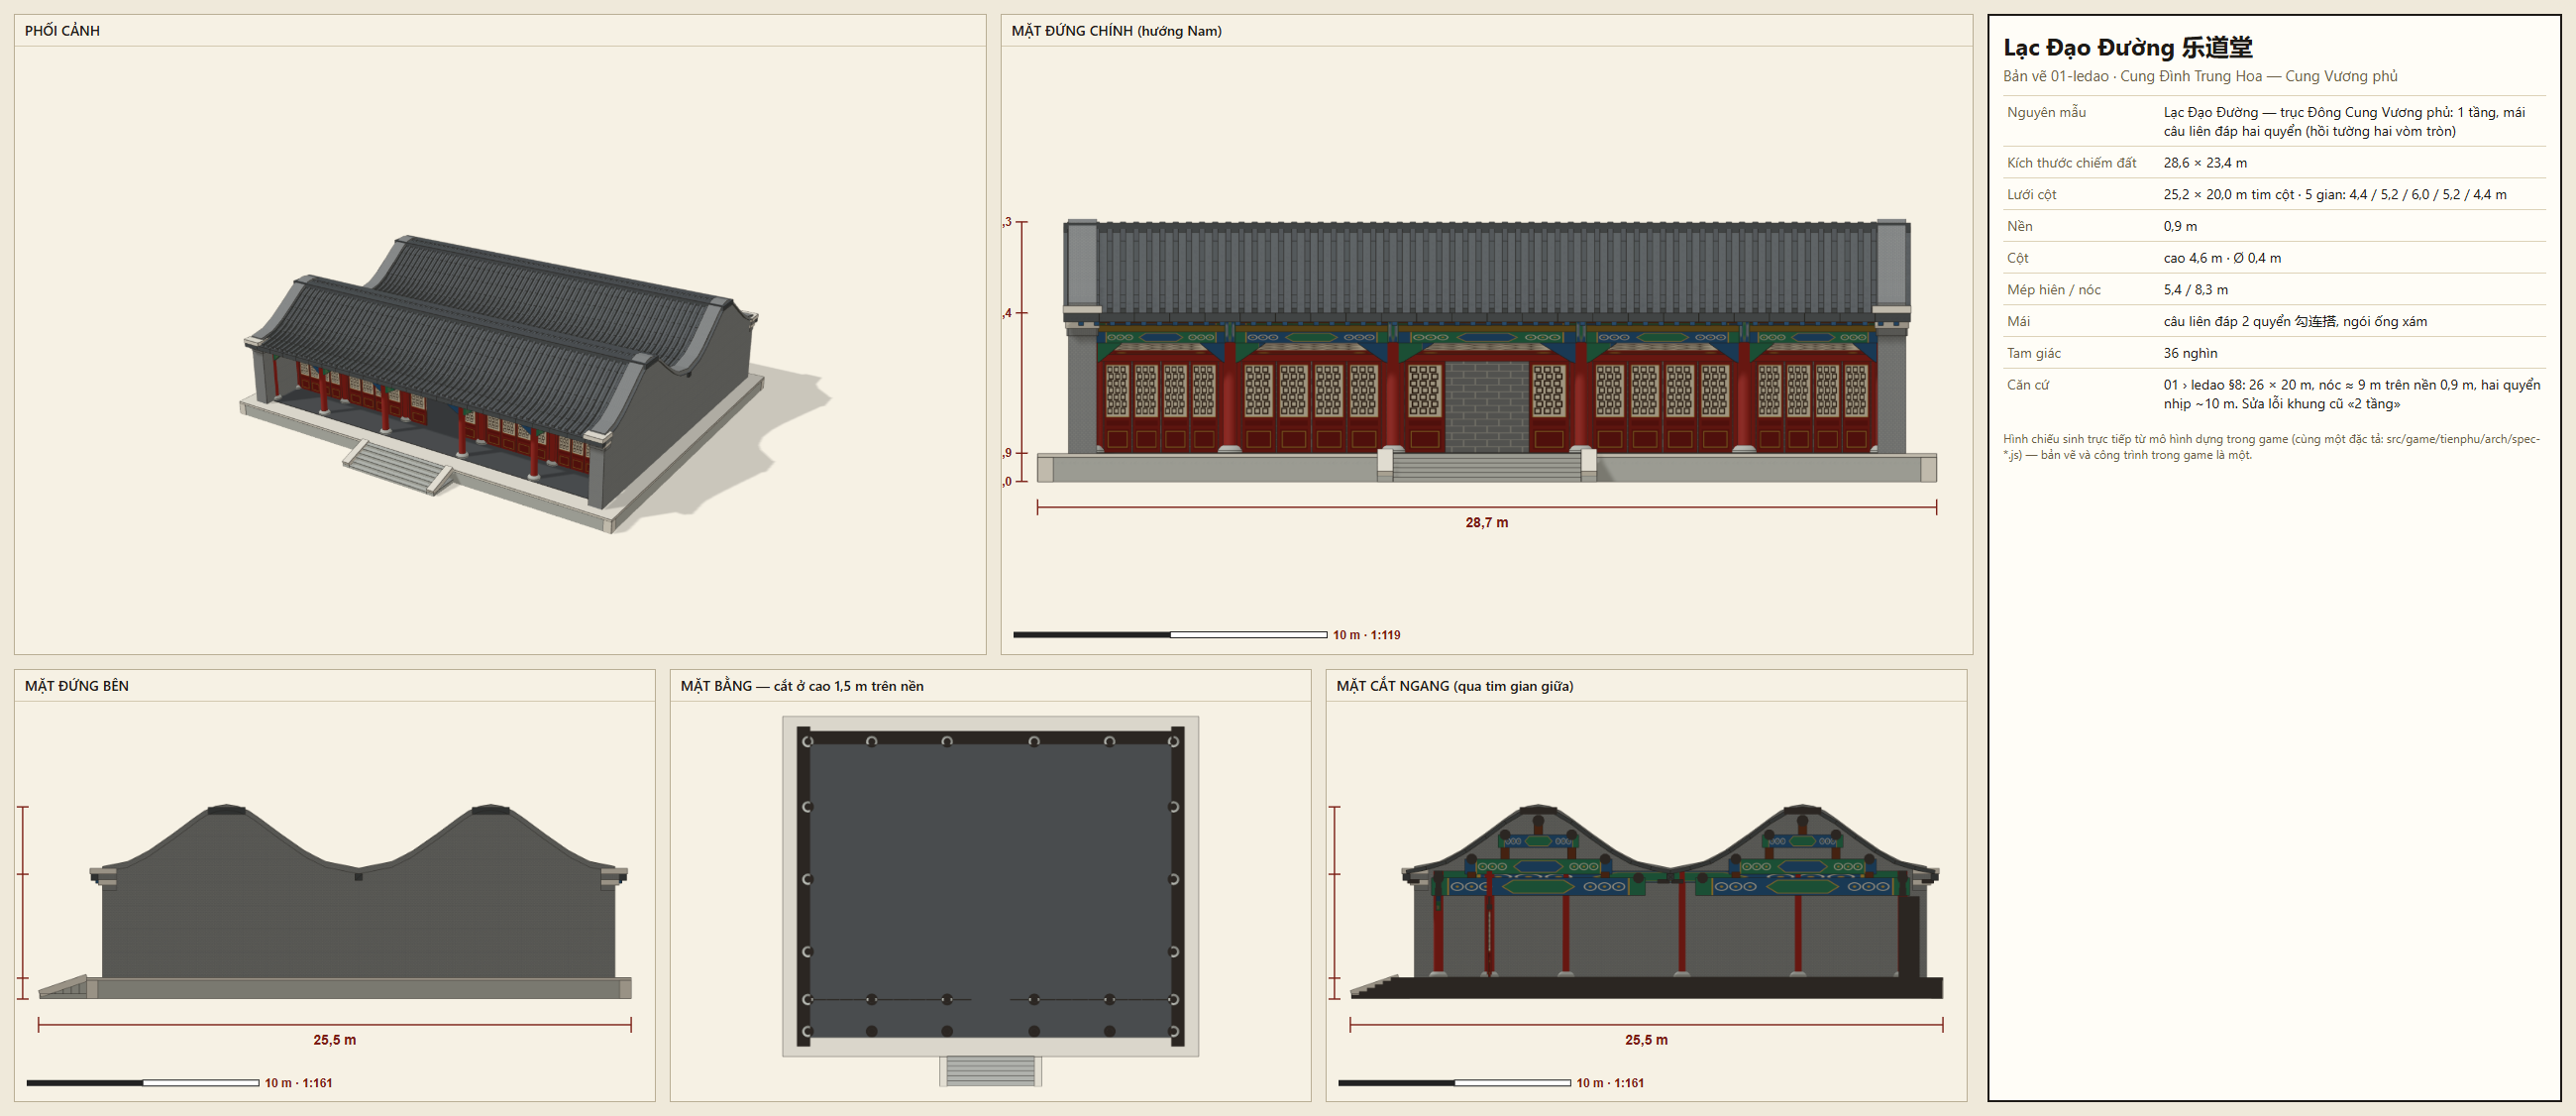 PHỐI CẢNH
MẶT ĐỨNG CHÍNH (hướng Nam)
,3
,4
,9
,0
28,7 m
10 m · 1:119
MẶT ĐỨNG BÊN
25,5 m
10 m · 1:161
MẶT BẰNG — cắt ở cao 1,5 m trên nền
MẶT CẮT NGANG (qua tim gian giữa)
25,5 m
10 m · 1:161
Lạc Đạo Đường 乐道堂
Bản vẽ 01-ledao · Cung Đình Trung Hoa — Cung Vương phủ
Nguyên mẫu
Lạc Đạo Đường — trục Đông Cung Vương phủ: 1 tầng, mái
câu liên đáp hai quyển (hồi tường hai vòm tròn)
Kích thước chiếm đất
28,6 × 23,4 m
Lưới cột
25,2 × 20,0 m tim cột · 5 gian: 4,4 / 5,2 / 6,0 / 5,2 / 4,4 m
Nền
0,9 m
Cột
cao 4,6 m · Ø 0,4 m
Mép hiên / nóc
5,4 / 8,3 m
Mái
câu liên đáp 2 quyển 勾连搭, ngói ống xám
Tam giác
36 nghìn
Căn cứ
01 › ledao §8: 26 × 20 m, nóc ≈ 9 m trên nền 0,9 m, hai quyển
nhịp ~10 m. Sửa lỗi khung cũ «2 tầng»
Hình chiếu sinh trực tiếp từ mô hình dựng trong game (cùng một đặc tả: src/game/tienphu/arch/spec-
*.js) — bản vẽ và công trình trong game là một.